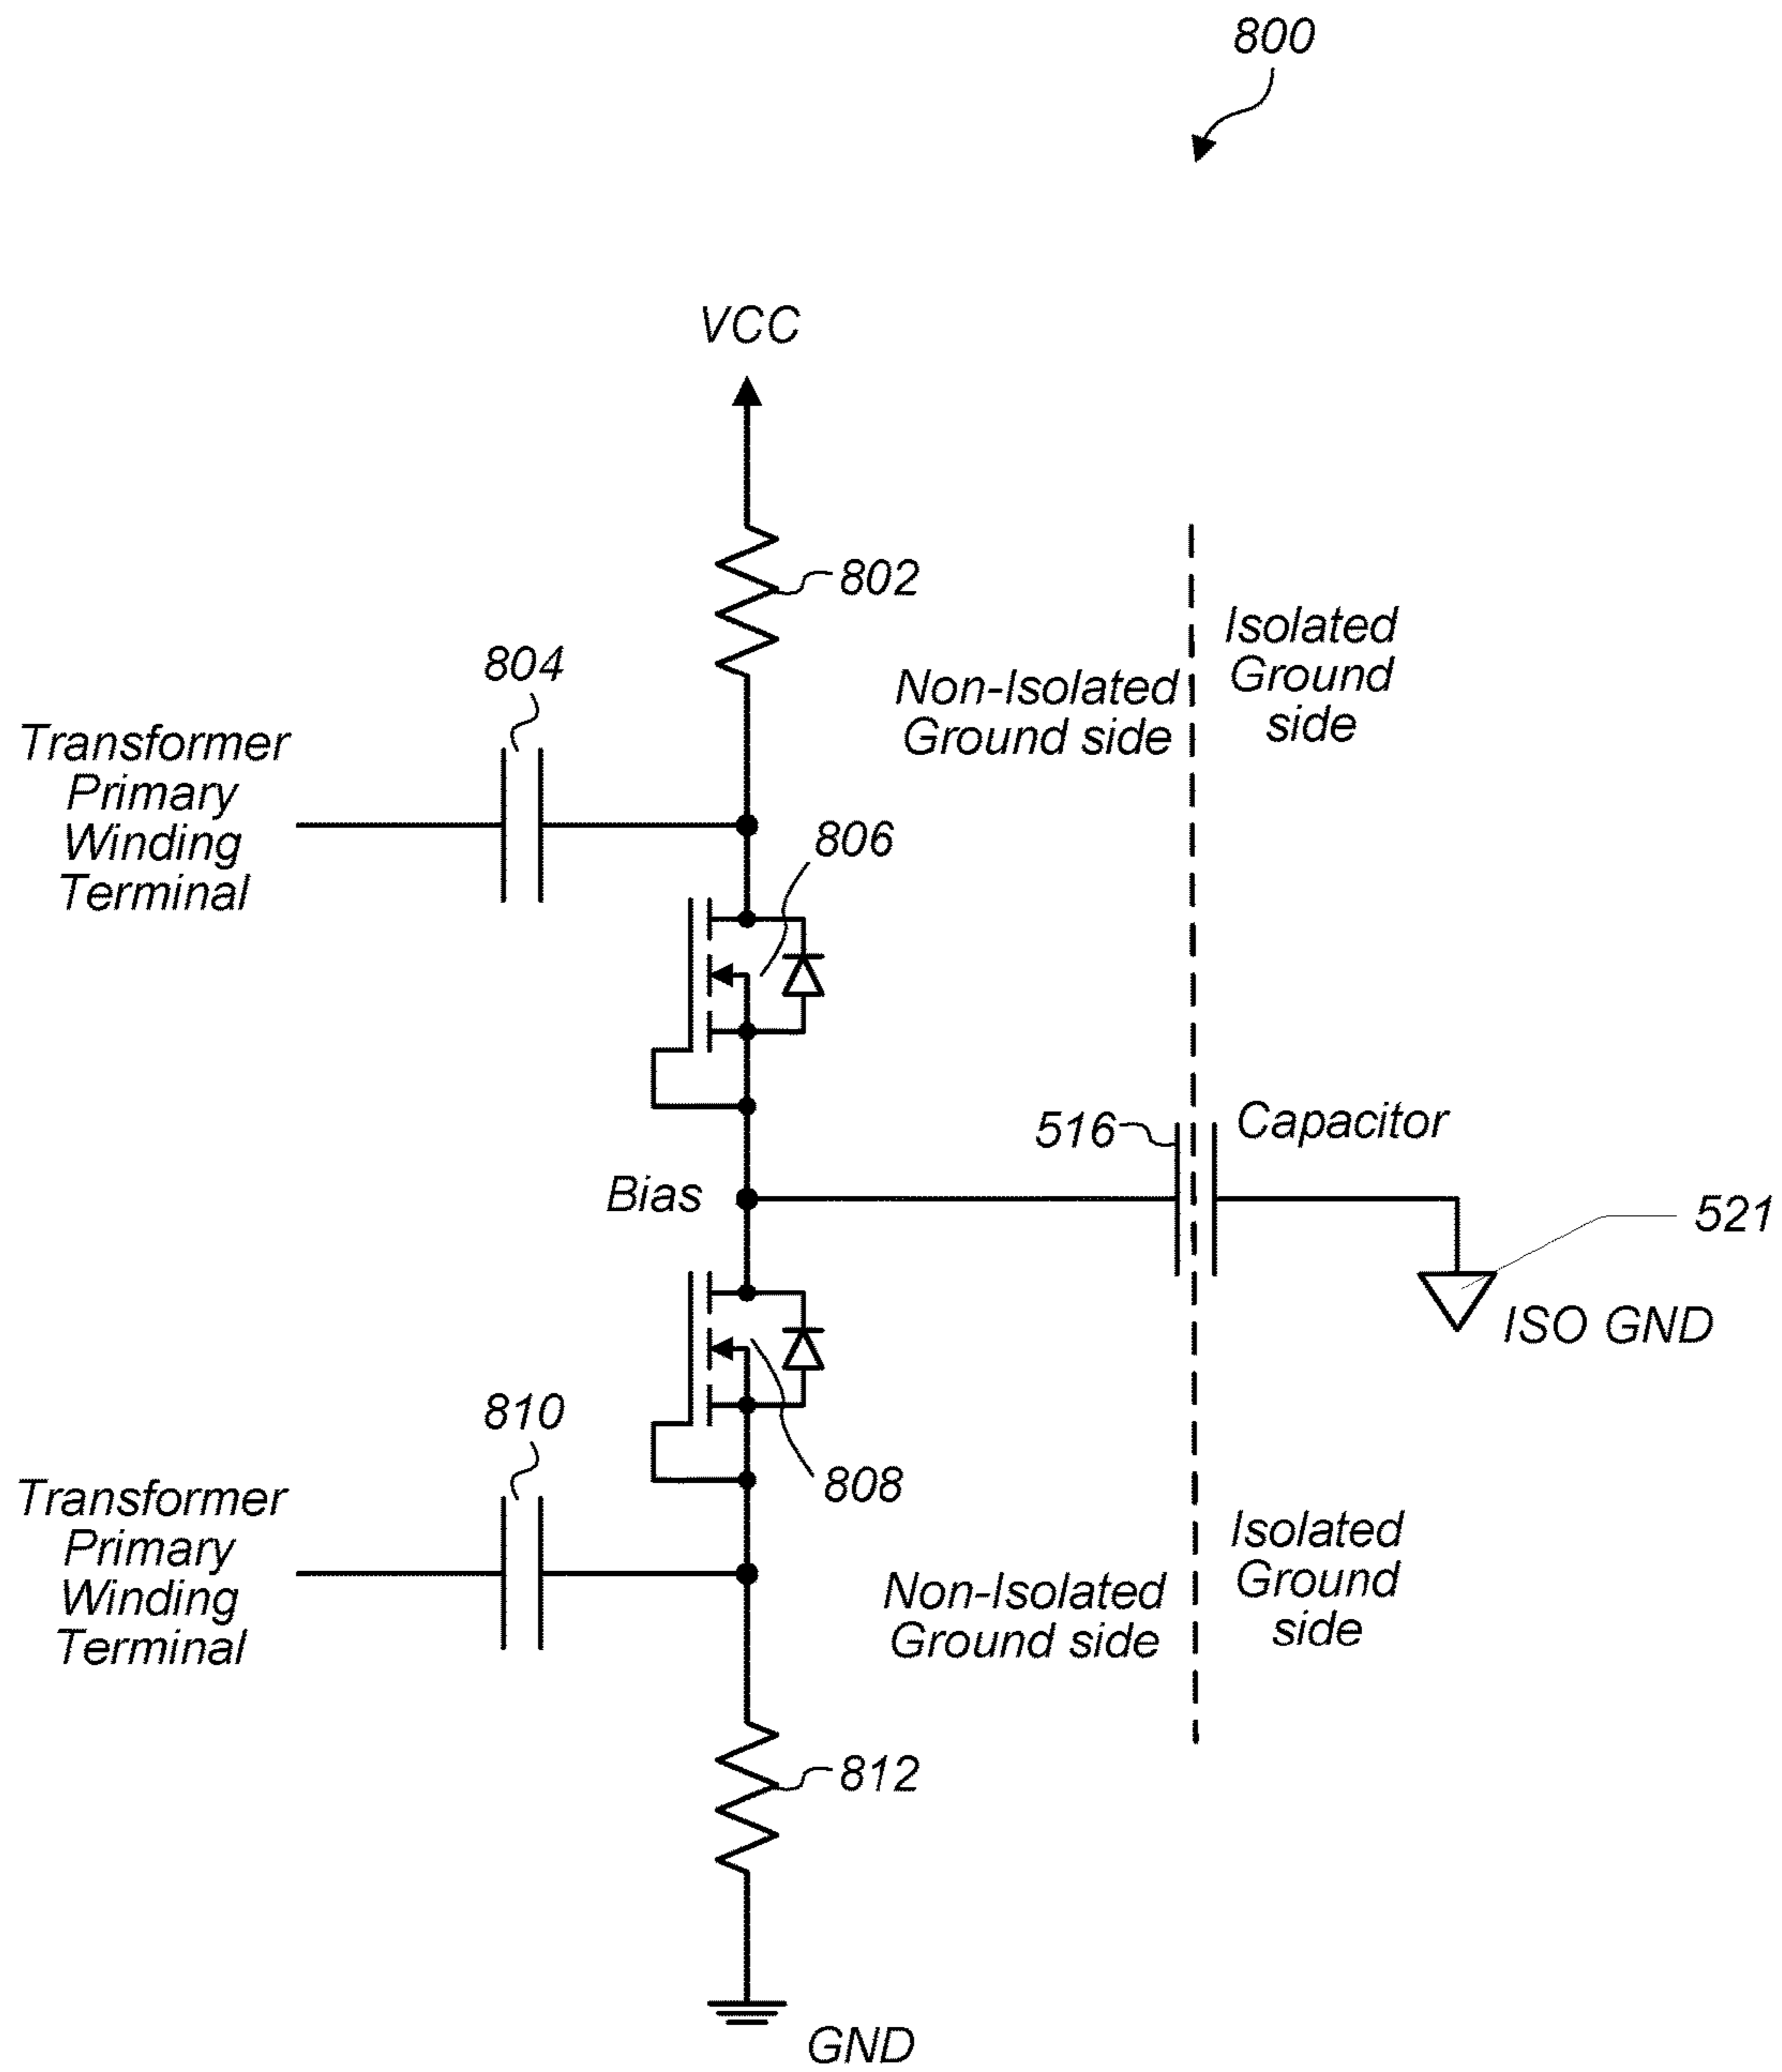 800
VCC
802
Isolated
Ground
side
Non-Isolated
Ground side
804
Transformer
Primary
Winding
Terminal
806
516
Capacitor
Bias
521
ISO GND
810
808
Transformer
Primary
Winding
Terminal
Isolated
Ground
side
Non-Isolated
Ground side
812
GND